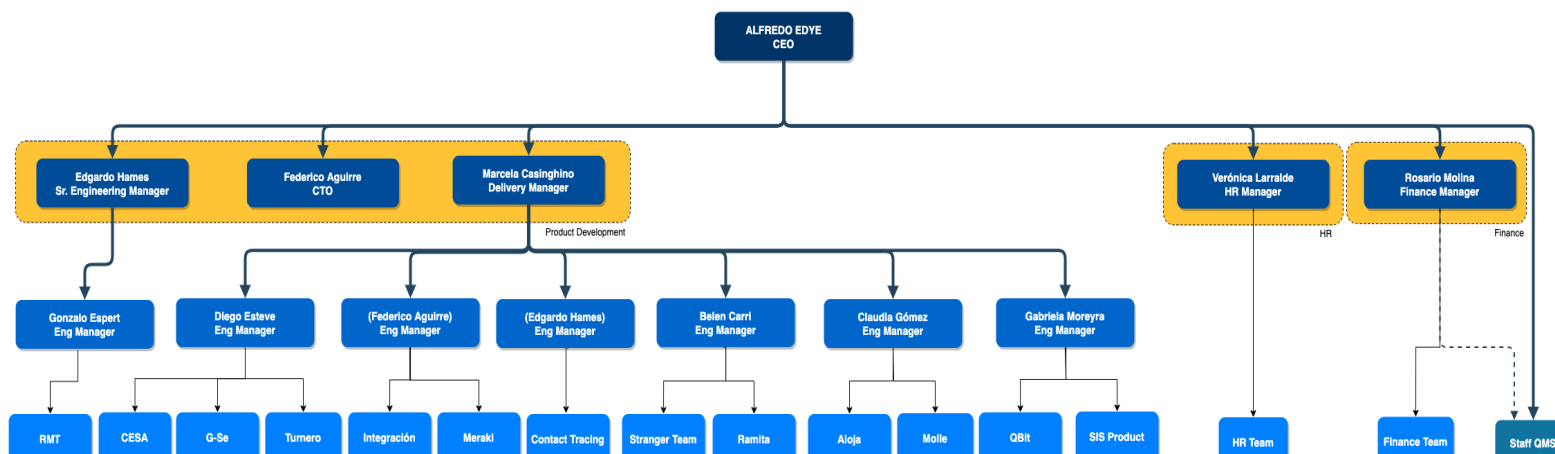 ALFREDO EDYE
CEO
Edgardo Hames
Sr. Engineering Manager
Federico Aguirre
CTO
Marcela Casinghino
Delivery Manager
Verónica Larralde
HR Manager
Rosario Molina
Finance Manager
Product Development
HR
Finance
Gonzalo Espert
Eng Manager
Diego Esteve
Eng Manager
(Federico Aguirre)
Eng Manager
(Edgardo Hames)
Eng Manager
Belen Carri
Eng Manager
Claudia Gómez
Eng Manager
Gabriela Moreyra
Eng Manager
RMT
CESA
G-Se
Turnero
Integración
Meraki
Contact Tracing
Stranger Team
Ramita
Aloja
Molle
QBit
SIS Product
HR Team
Finance Team
Staff QMS